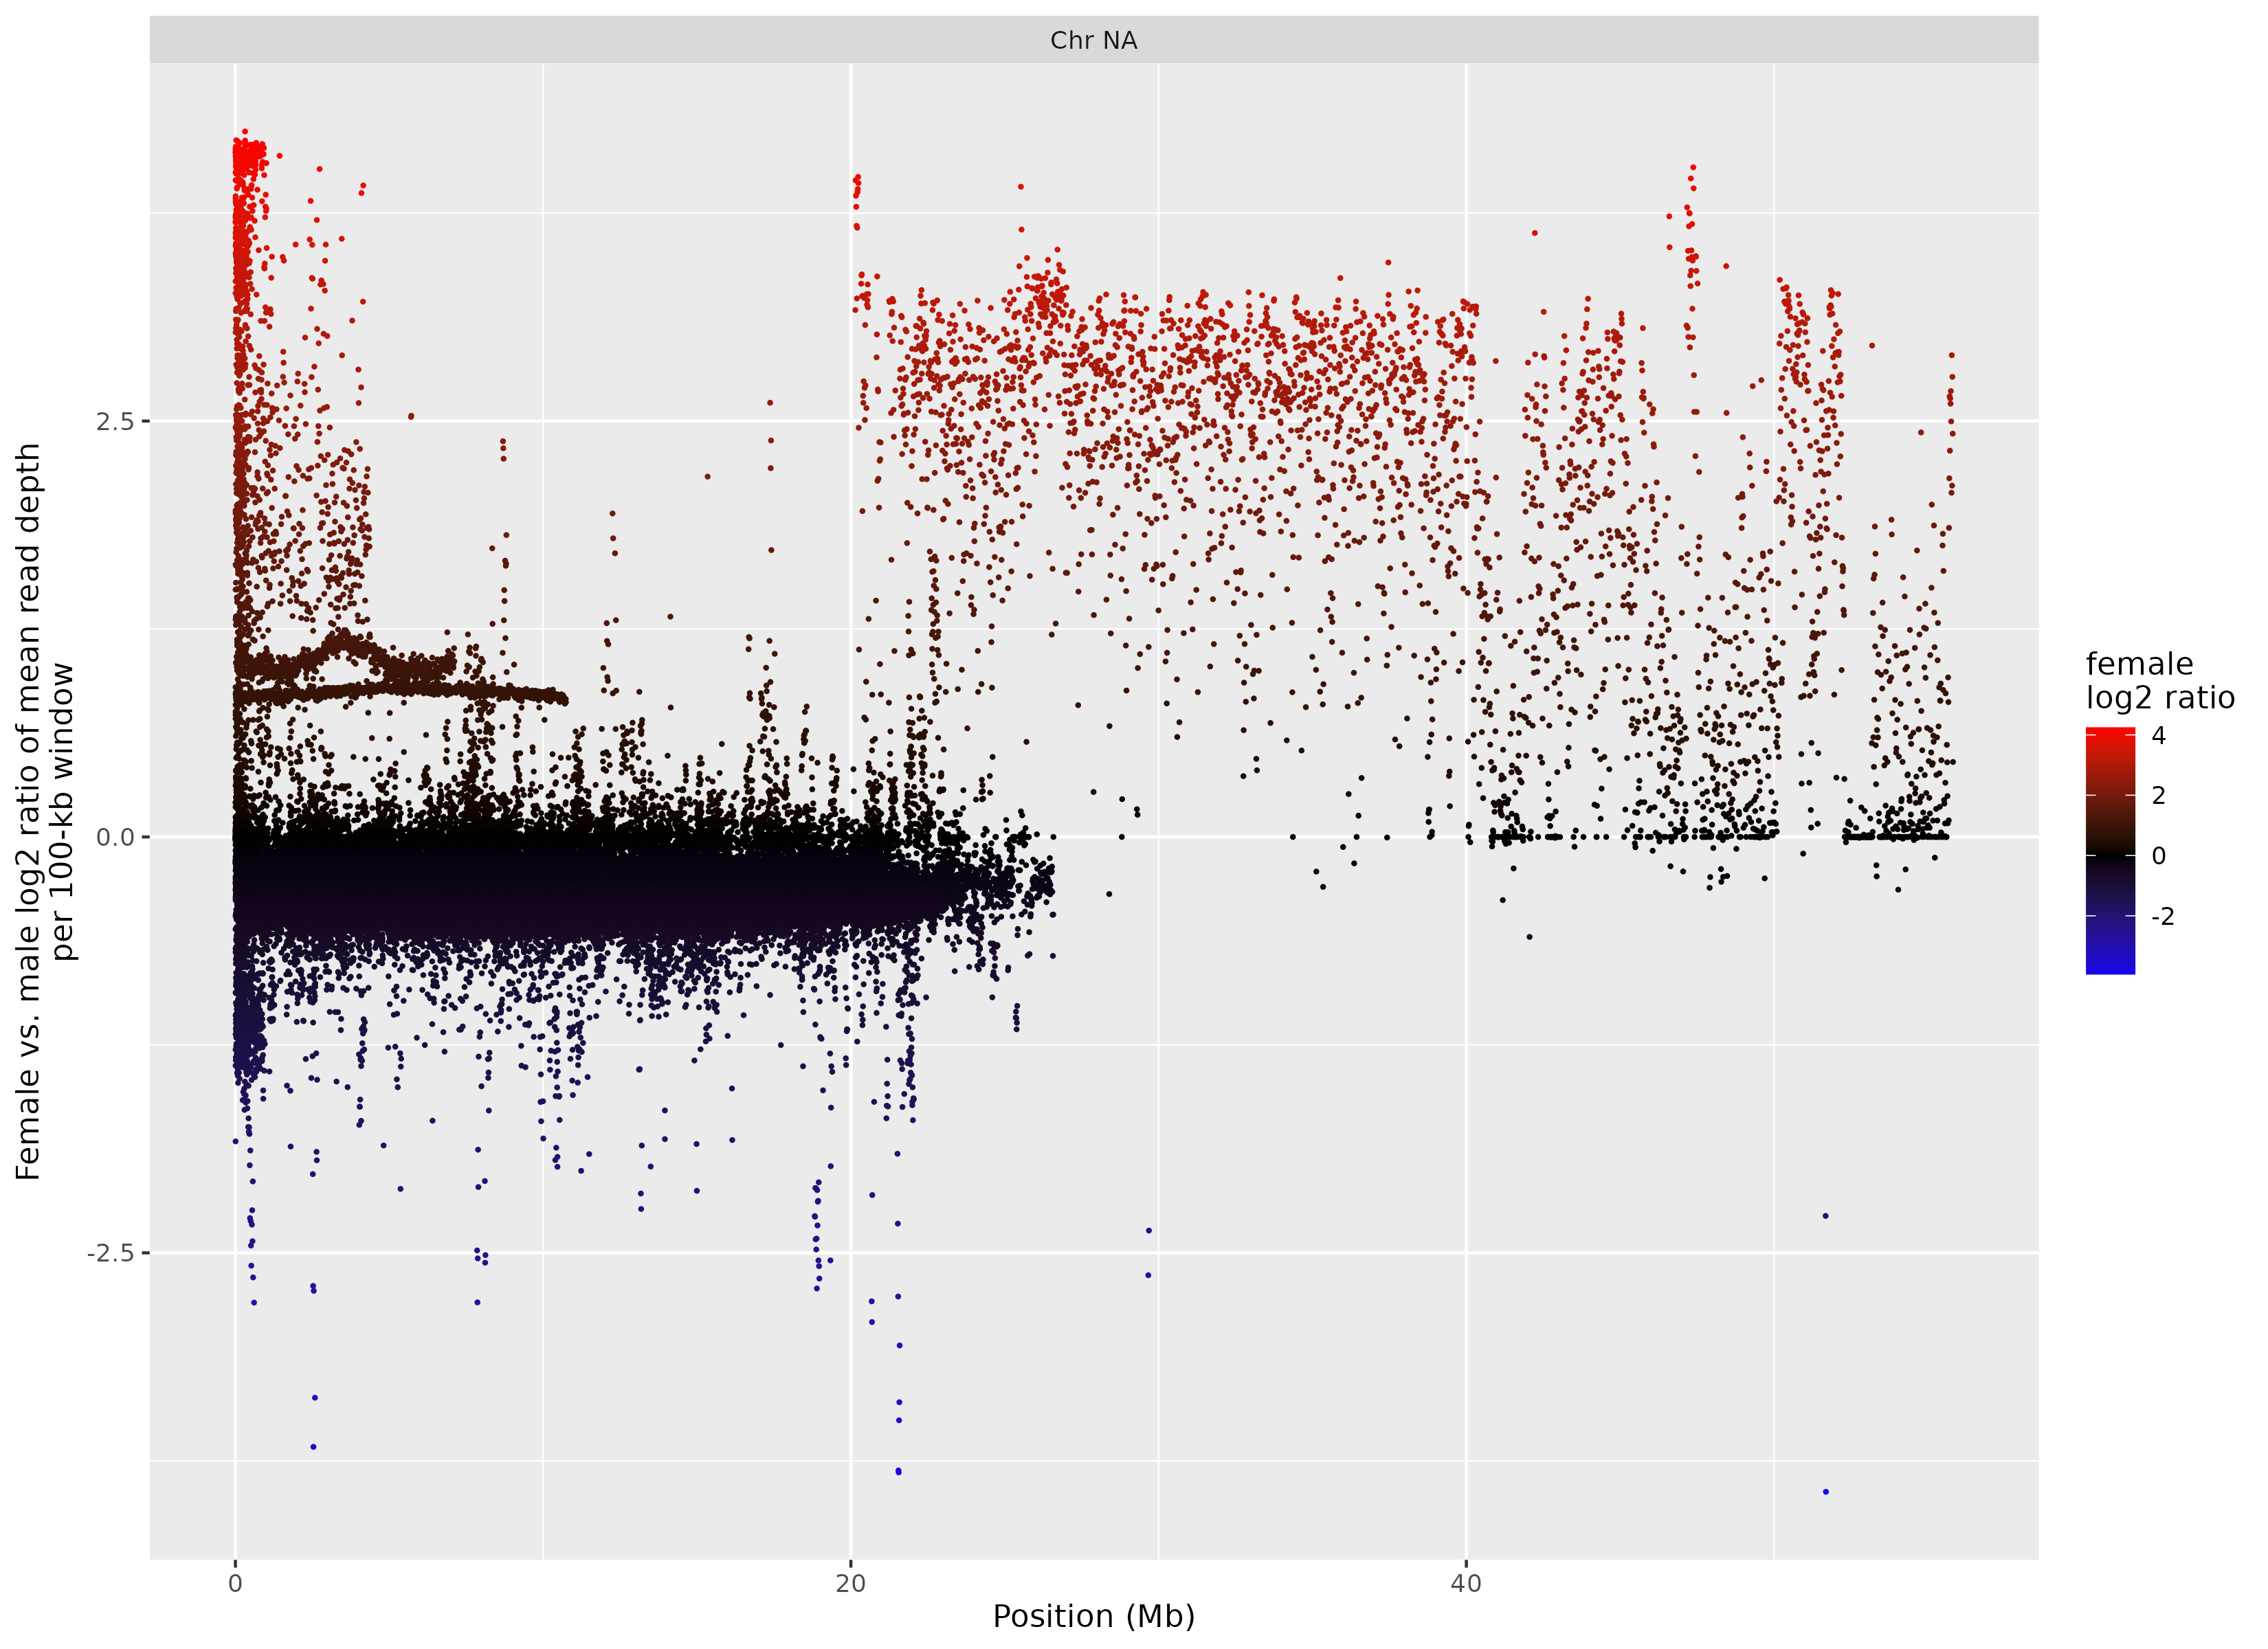 Chr NA
Female vs. male log2 ratio of mean read depth
per 100-kb window
2.5
0.0
-2.5
0
20
40
Position (Mb)
female
log2 ratio
4
2
0
-2